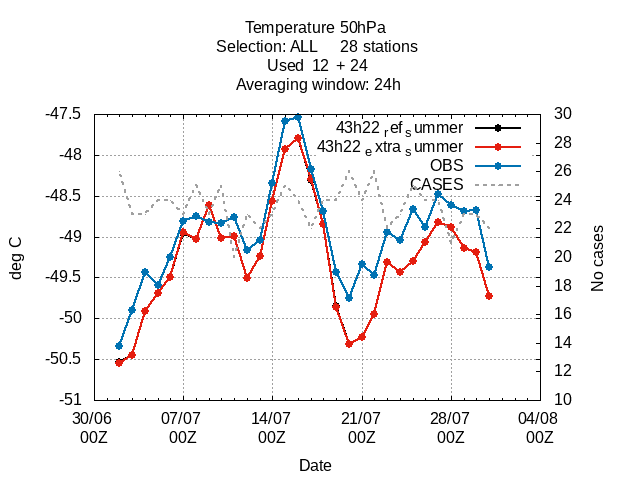 Temperature 50hPa
Selection: ALL 28 stations
Used 12 + 24
Averaging window: 24h
43h22 ref summer
43h22 extra summer
OBS
CASES
-47.5
-48
-48.5
-49
-49.5
-50
-50.5
-51
deg C
30
28
26
24
22
20
18
16
14
12
10
No cases
30/06 07/07 14/07 21/07 28/07 04/08
00Z 00Z 00Z 00Z 00Z 00Z
Date